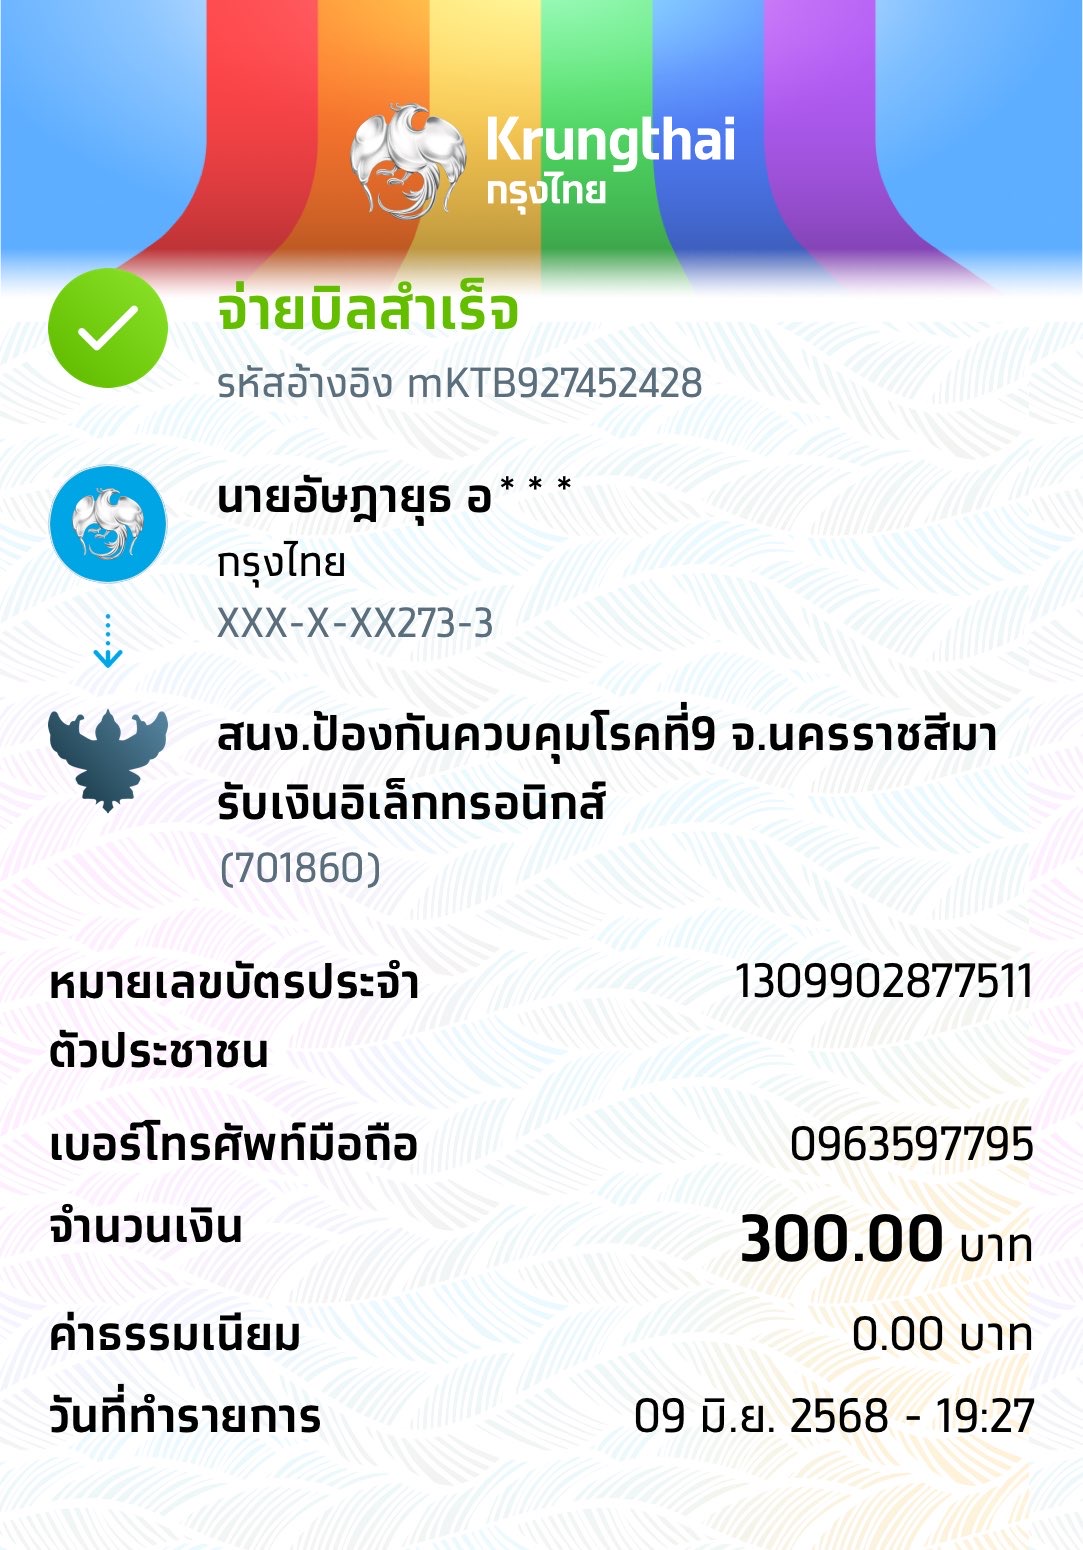 Krungthai
กรุงไทย
จ่ายบิลสำเร็จ
รหัสอ้างอิง mKTB927452428
นายอัษฎายุธ อ***
กรุงไทย
XXX-X-XX273-3
สนง.ป้องกันควบคุมโรคที่9 จ.นครราชสีมา
รับเงินอิเล็กทรอนิกส์
(701860)
หมายเลขบัตรประจำ 1309902877511
ตัวประชาชน
เบอร์โทรศัพท์มือถือ 0963597795
จำนวนเงิน 300.00 บาท
ค่าธรรมเนียม 0.00 บาท
วันที่ทำรายการ 09 มิ.ย. 2568 - 19:27